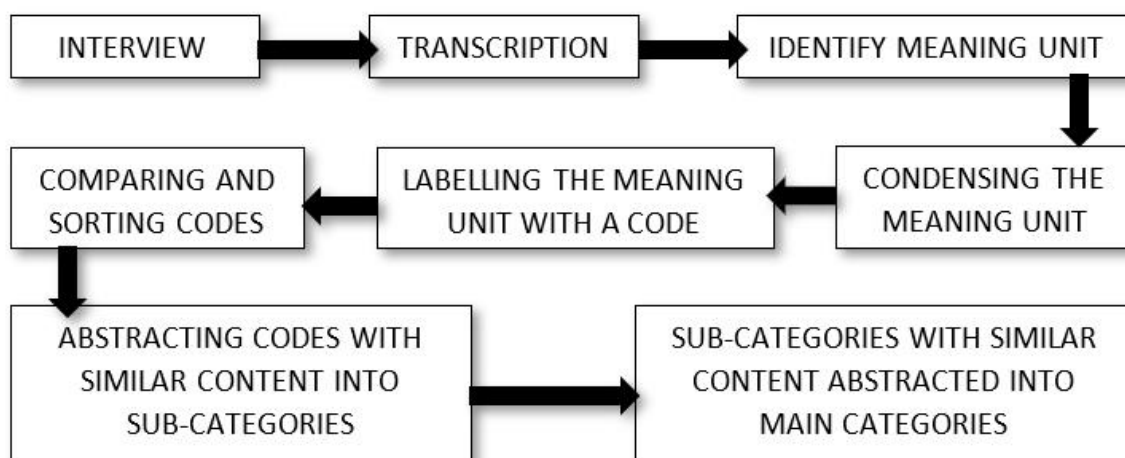 INTERVIEW
TRANSCRIPTION
IDENTIFY MEANING UNIT
CONDENSING THE
MEANING UNIT
LABELLING THE MEANING
UNIT WITH A CODE
COMPARING AND
SORTING CODES
ABSTRACTING CODES WITH
SIMILAR CONTENT INTO
SUB-CATEGORIES
SUB-CATEGORIES WITH SIMILAR
CONTENT ABSTRACTED INTO
MAIN CATEGORIES